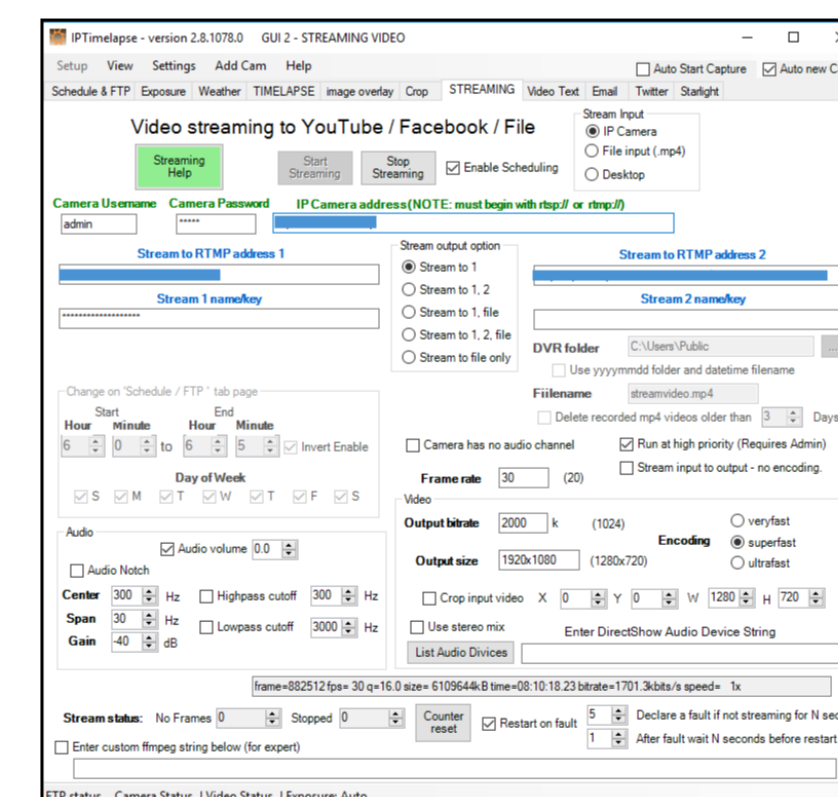 IPTimelapse - version 2.8.1078.0 GUI 2 - STREAMING VIDEO
Setup View Settings Add Cam Help
Auto Start Capture Auto new
Schedule & FTP Exposure Weather TIMELAPSE image overlay Crop STREAMING Video Text Email Twitter Starlight
Video streaming to YouTube / Facebook / File
Stream Input
IP Camera
File input (.mp4)
Desktop
Streaming Help
Start Streaming
Stop Streaming
Enable Scheduling
Camera Username Camera Password IP Camera address(NOTE: must begin with rtsp:// or rtmp://)
admin *****
Stream to RTMP address 1
Stream 1 name/key
*******************
Stream output option
Stream to 1
Stream to 1, 2
Stream to 1, file
Stream to 1, 2, file
Stream to file only
Stream to RTMP address 2
Stream 2 name/key
DVR folder C:\Users\Public ...
Use yyyymmdd folder and datetime filename
Fiilename streamvideo.mp4
Delete recorded mp4 videos older than 3 Days
Change on 'Schedule / FTP ' tab page
Start End
Hour Minute Hour Minute
6 0 to 6 5 Invert Enable
Day of Week
S M T W T F S
Camera has no audio channel
Run at high priority (Requires Admin)
Stream input to output - no encoding.
Frame rate 30 (20)
Audio
Audio volume 0.0
Audio Notch
Center 300 Hz Highpass cutoff 300 Hz
Span 30 Hz Lowpass cutoff 3000 Hz
Gain -40 dB
Video
Output bitrate 2000 k (1024)
Output size 1920x1080 (1280x720)
Encoding
veryfast
superfast
ultrafast
Crop input video X 0 Y 0 W 1280 H 720
Use stereo mix Enter DirectShow Audio Device String
List Audio Divices
frame=882512 fps= 30 q=16.0 size= 6109644kB time=08:10:18.23 bitrate=1701.3kbits/s speed= 1x
Stream status: No Frames 0 Stopped 0
Counter reset
Restart on fault
5 Declare a fault if not streaming for N
1 After fault wait N seconds before restart
Enter custom ffmpeg string below (for expert)
FTP status Camera Status | Video Status | Exposure: Auto